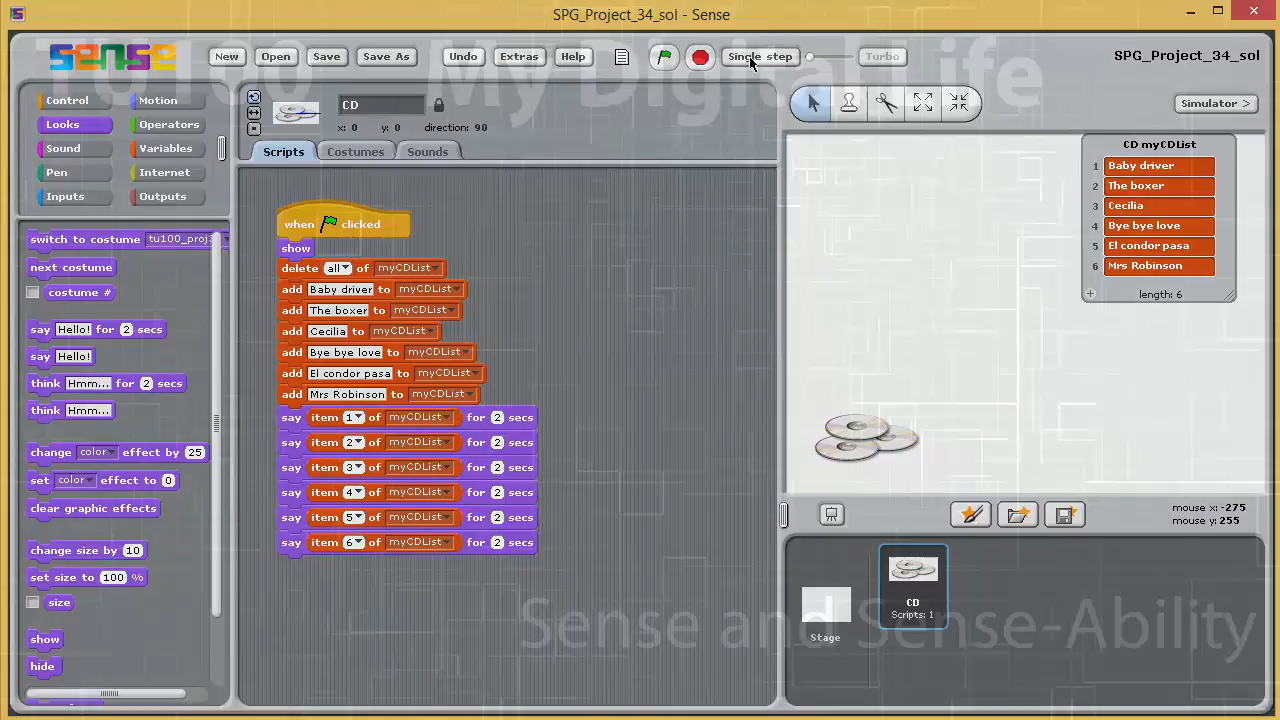 SPG_Project_34_sol - Sense
TU100 My Digital Life
sense
New Open Save Save As Undo Extras Help Single step Turbo
SPG_Project_34_sol
Control Motion
Looks Operators
Sound Variables
Pen Internet
Inputs Outputs
CD
x: 0 y: 0 direction: 90
Scripts Costumes Sounds
Simulator >
switch to costume tu100_proj3
next costume
costume #
say Hello! for 2 secs
say Hello!
think Hmm... for 2 secs
think Hmm...
change color effect by 25
set color effect to 0
clear graphic effects
change size by 10
set size to 100 %
size
show
hide
when clicked
show
delete all of myCDList
add Baby driver to myCDList
add The boxer to myCDList
add Cecilia to myCDList
add Bye bye love to myCDList
add El condor pasa to myCDList
add Mrs Robinson to myCDList
say item 1 of myCDList for 2 secs
say item 2 of myCDList for 2 secs
say item 3 of myCDList for 2 secs
say item 4 of myCDList for 2 secs
say item 5 of myCDList for 2 secs
say item 6 of myCDList for 2 secs
CD myCDList
1 Baby driver
2 The boxer
3 Cecilia
4 Bye bye love
5 El condor pasa
6 Mrs Robinson
+ length: 6
mouse x: -275
mouse y: 255
CD
Scripts: 1
Stage
Sense and Sense-Ability